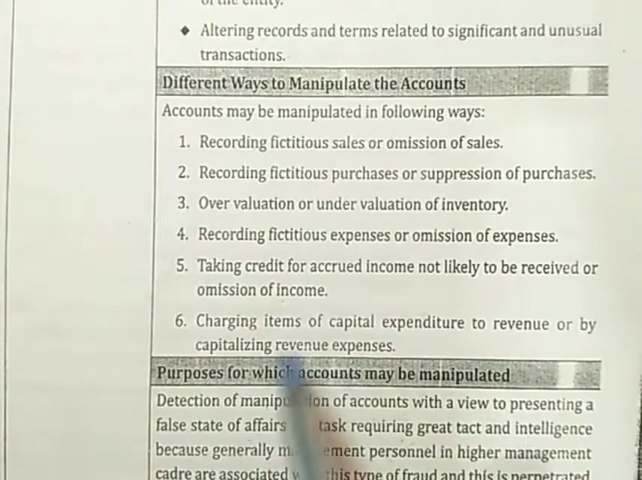 of the entity.
◆ Altering records and terms related to significant and unusual
transactions.
Different Ways to Manipulate the Accounts
Accounts may be manipulated in following ways:
1. Recording fictitious sales or omission of sales.
2. Recording fictitious purchases or suppression of purchases.
3. Over valuation or under valuation of inventory.
4. Recording fictitious expenses or omission of expenses.
5. Taking credit for accrued income not likely to be received or
omission of income.
6. Charging items of capital expenditure to revenue or by
capitalizing revenue expenses.
Purposes for which accounts may be manipulated
Detection of manipulation of accounts with a view to presenting a
false state of affairs task requiring great tact and intelligence
because generally management personnel in higher management
cadre are associated this type of fraud and this is perpetrated